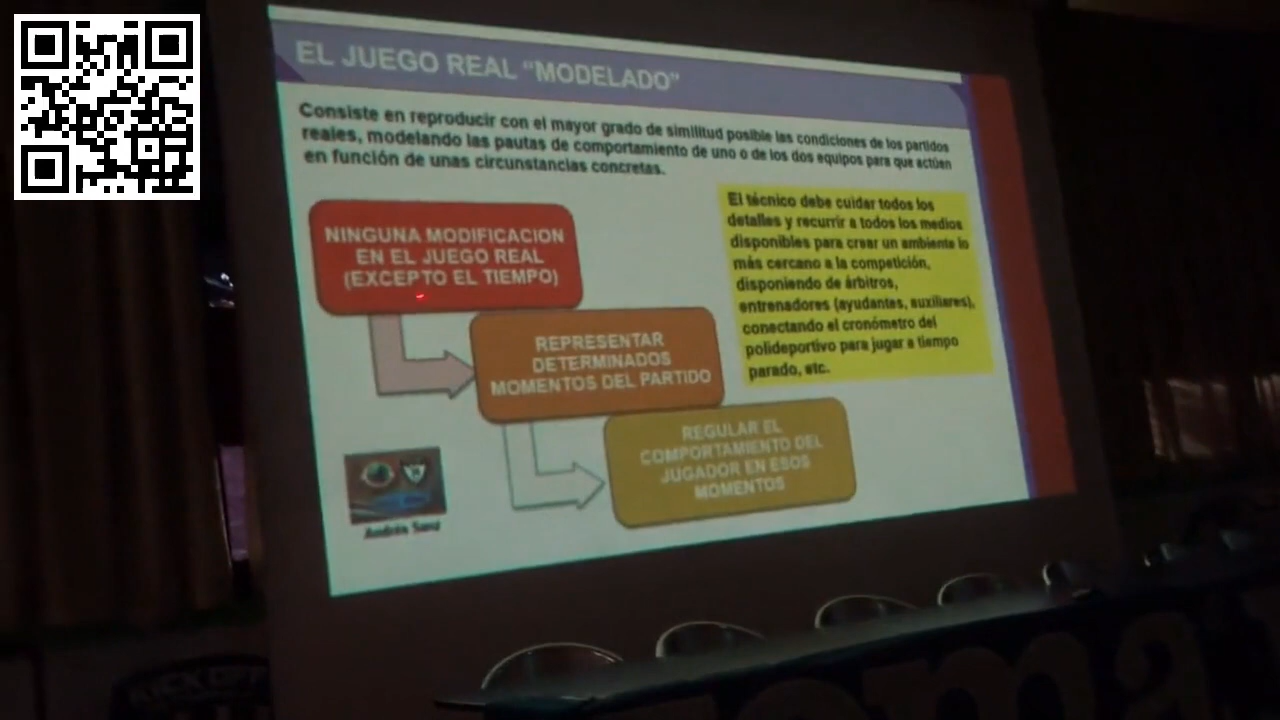 EL JUEGO REAL “MODELADO”
Consiste en reproducir con el mayor grado de similitud posible las condiciones de los partidos
reales, modelando las pautas de comportamiento de uno o de los dos equipos para que actúen
en función de unas circunstancias concretas.
NINGUNA MODIFICACION
EN EL JUEGO REAL
(EXCEPTO EL TIEMPO)
REPRESENTAR
DETERMINADOS
MOMENTOS DEL PARTIDO
REGULAR EL
COMPORTAMIENTO DEL
JUGADOR EN ESOS
MOMENTOS
El técnico debe cuidar todos los
detalles y recurrir a todos los medios
disponibles para crear un ambiente lo
más cercano a la competición,
disponiendo de árbitros,
entrenadores (ayudantes, auxiliares),
conectando el cronómetro del
polideportivo para jugar a tiempo
parado, etc.
Andrés Sanz
KICK OFF
oma